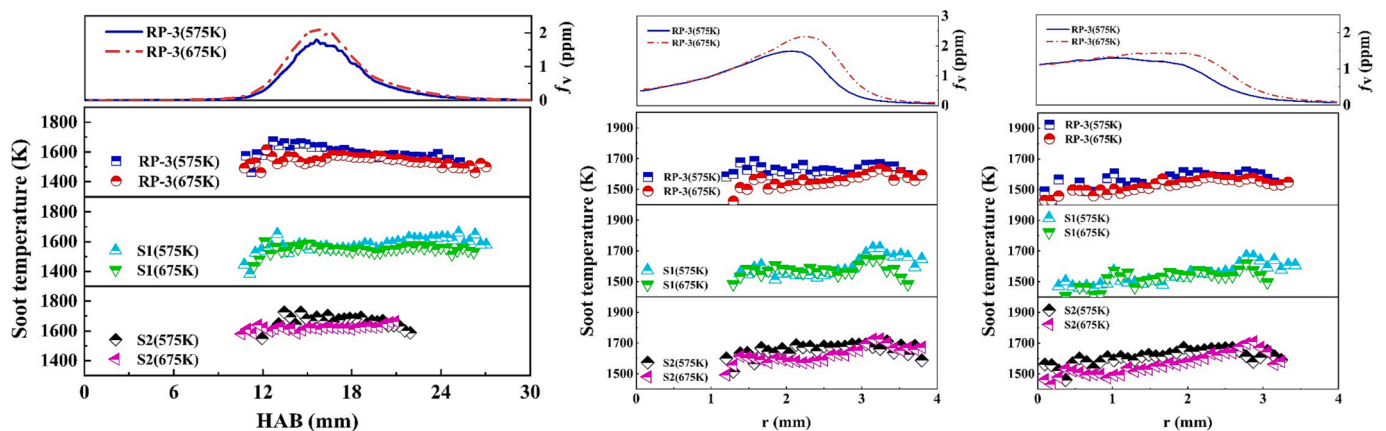 RP-3(575K)
RP-3(675K)
2
1
0
f_v (ppm)
1800
1600
1400
RP-3(575K)
RP-3(675K)
1800
1600
1400
S1(575K)
S1(675K)
1800
1600
1400
S2(575K)
S2(675K)
0
6
12
18
24
30
Soot temperature (K)
HAB (mm)
RP-3(575K)
RP-3(675K)
3
2
1
0
f_v (ppm)
1900
1700
1500
RP-3(575K)
RP-3(675K)
1900
1700
1500
S1(575K)
S1(675K)
1900
1700
1500
S2(575K)
S2(675K)
0
1
2
3
4
Soot temperature (K)
r (mm)
RP-3(575K)
RP-3(675K)
2
1
0
f_v (ppm)
1900
1700
1500
RP-3(575K)
RP-3(675K)
1900
1700
1500
S1(575K)
S1(675K)
1900
1700
1500
S2(575K)
S2(675K)
0
1
2
3
4
Soot temperature (K)
r (mm)